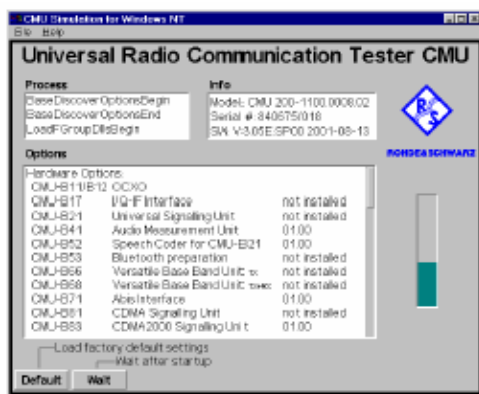 CMU Simulation for Windows NT
File Help
Universal Radio Communication Tester CMU
Process
BaseDiscoverOptionsBegin
BaseDiscoverOptionsEnd
LoadFGroupDllsBegin
Info
Model: CMU 200-1100.0008.02
Serial #: 840675/018
SW: V:3.05E:SP00 2001-08-13
R&S
ROHDE&SCHWARZ
Options
Hardware Options:
CMU-B11/B12 OCXO
CMU-B17 I/Q-IF Interface not installed
CMU-B21 Universal Signalling Unit not installed
CMU-B41 Audio Measurement Unit 01.00
CMU-B52 Speech Coder for CMU-B21 01.00
CMU-B53 Bluetooth preparation not installed
CMU-B66 Versatile Base Band Unit not installed
CMU-B68 Versatile Base Band Unit not installed
CMU-B71 Abis Interface 01.00
CMU-B81 CDMA Signaling Unit not installed
CMU-B83 CDMA2000 Signaling Unit 01.00
Load factory default settings
Wait after startup
Default Wait